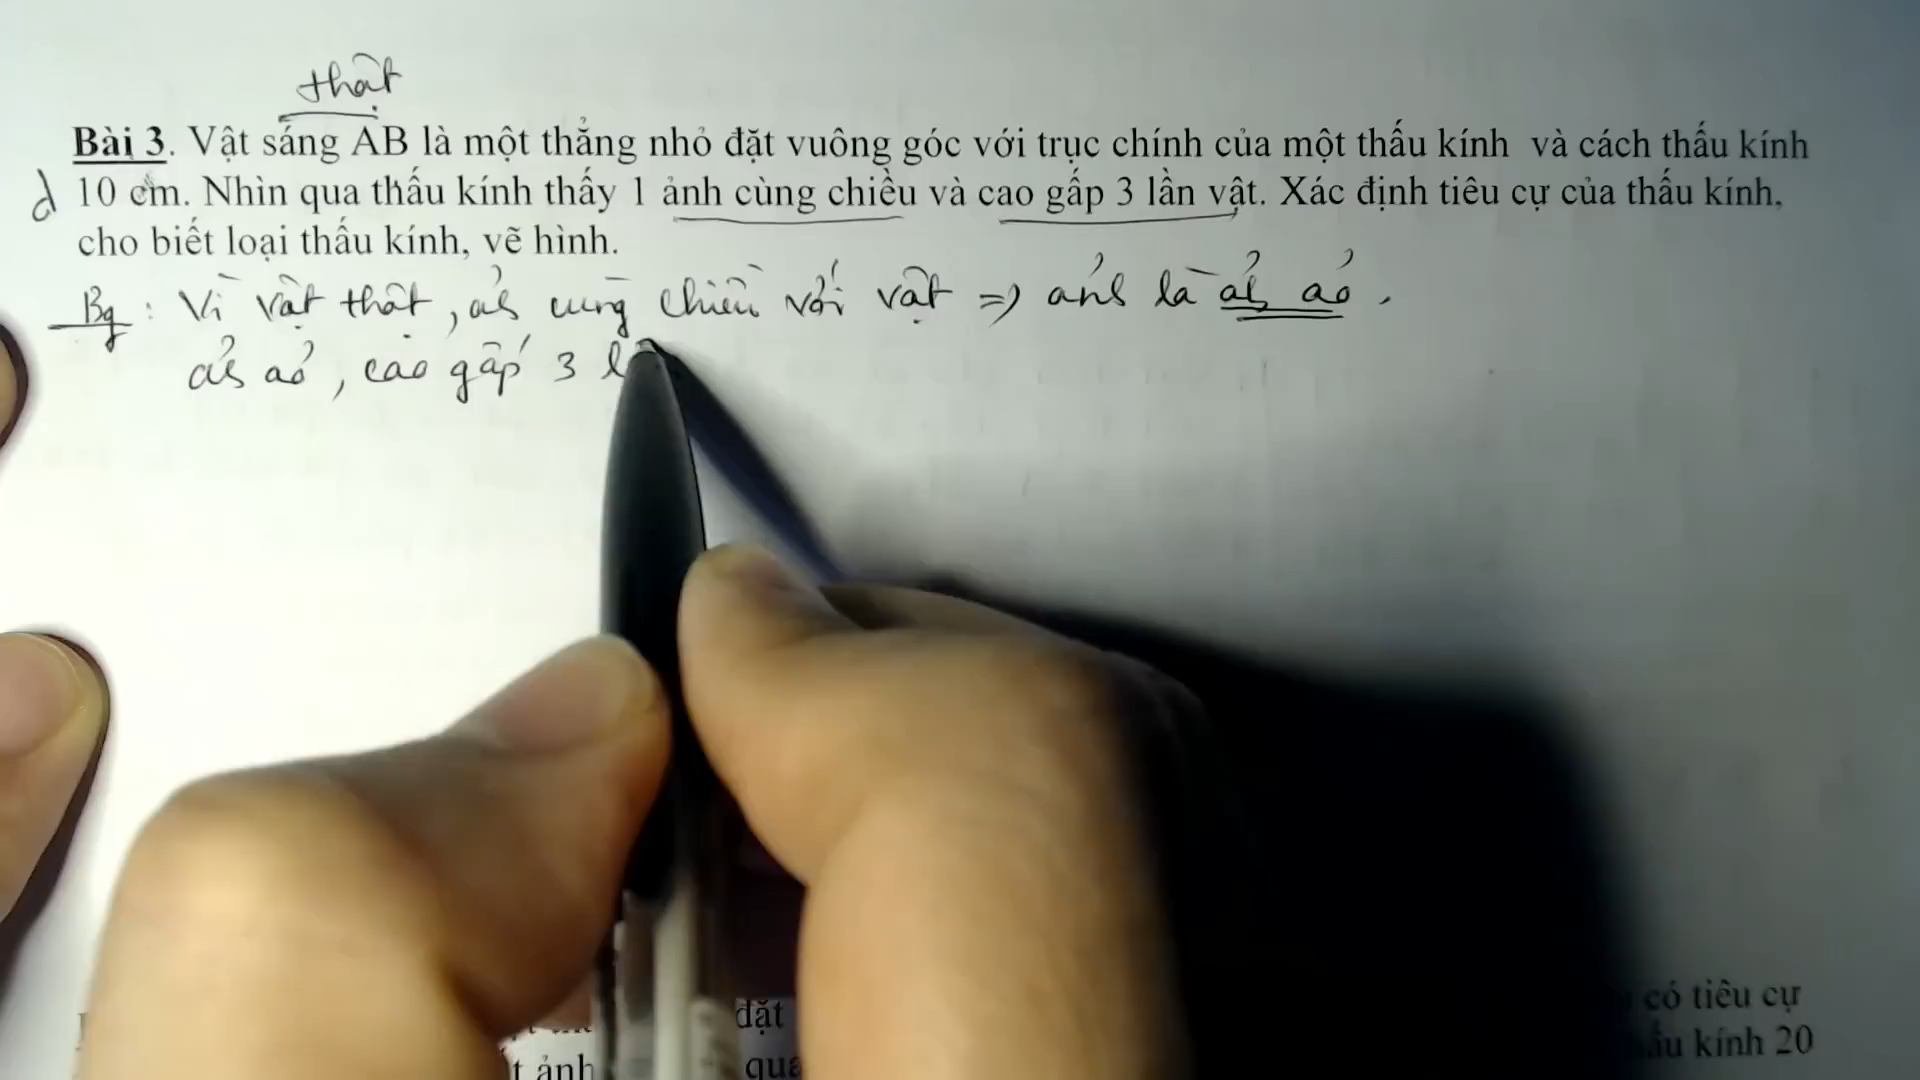 thật
Bài 3. Vật sáng AB là một thẳng nhỏ đặt vuông góc với trục chính của một thấu kính và cách thấu kính
d 10 cm. Nhìn qua thấu kính thấy 1 ảnh cùng chiều và cao gấp 3 lần vật. Xác định tiêu cự của thấu kính,
cho biết loại thấu kính, vẽ hình.
Bg: Vì vật thật, ảh cùng chiều với vật => ảnh là ảh ảo.
ảh ảo, cao gấp 3 l
có tiêu cự
đặt
kính 20
ảnh qua